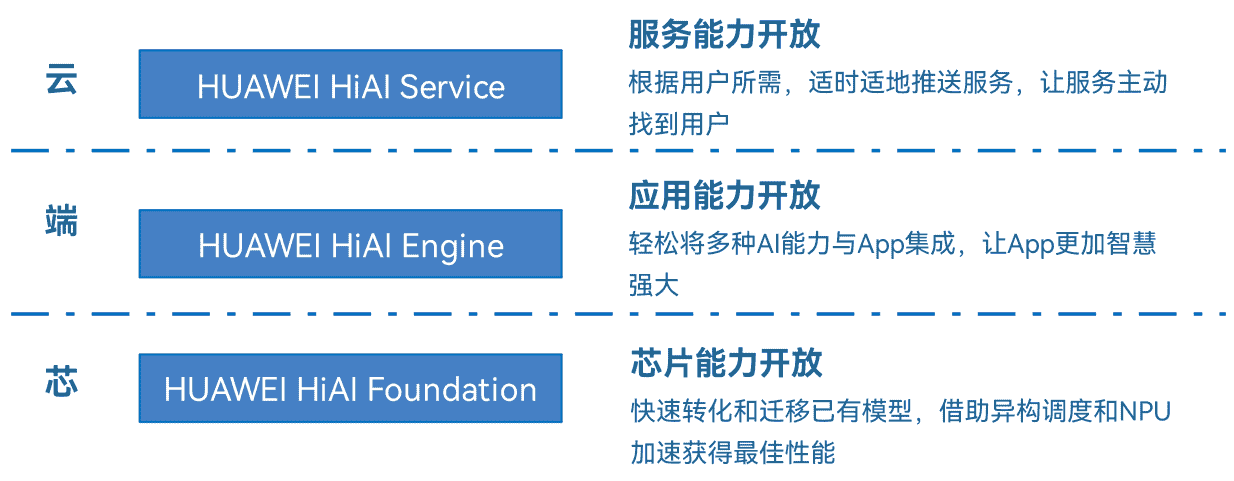 云
HUAWEI HiAI Service
服务能力开放
根据用户所需，适时适地推送服务，让服务主动
找到用户
端
HUAWEI HiAI Engine
应用能力开放
轻松将多种AI能力与App集成，让App更加智慧
强大
芯
HUAWEI HiAI Foundation
芯片能力开放
快速转化和迁移已有模型，借助异构调度和NPU
加速获得最佳性能